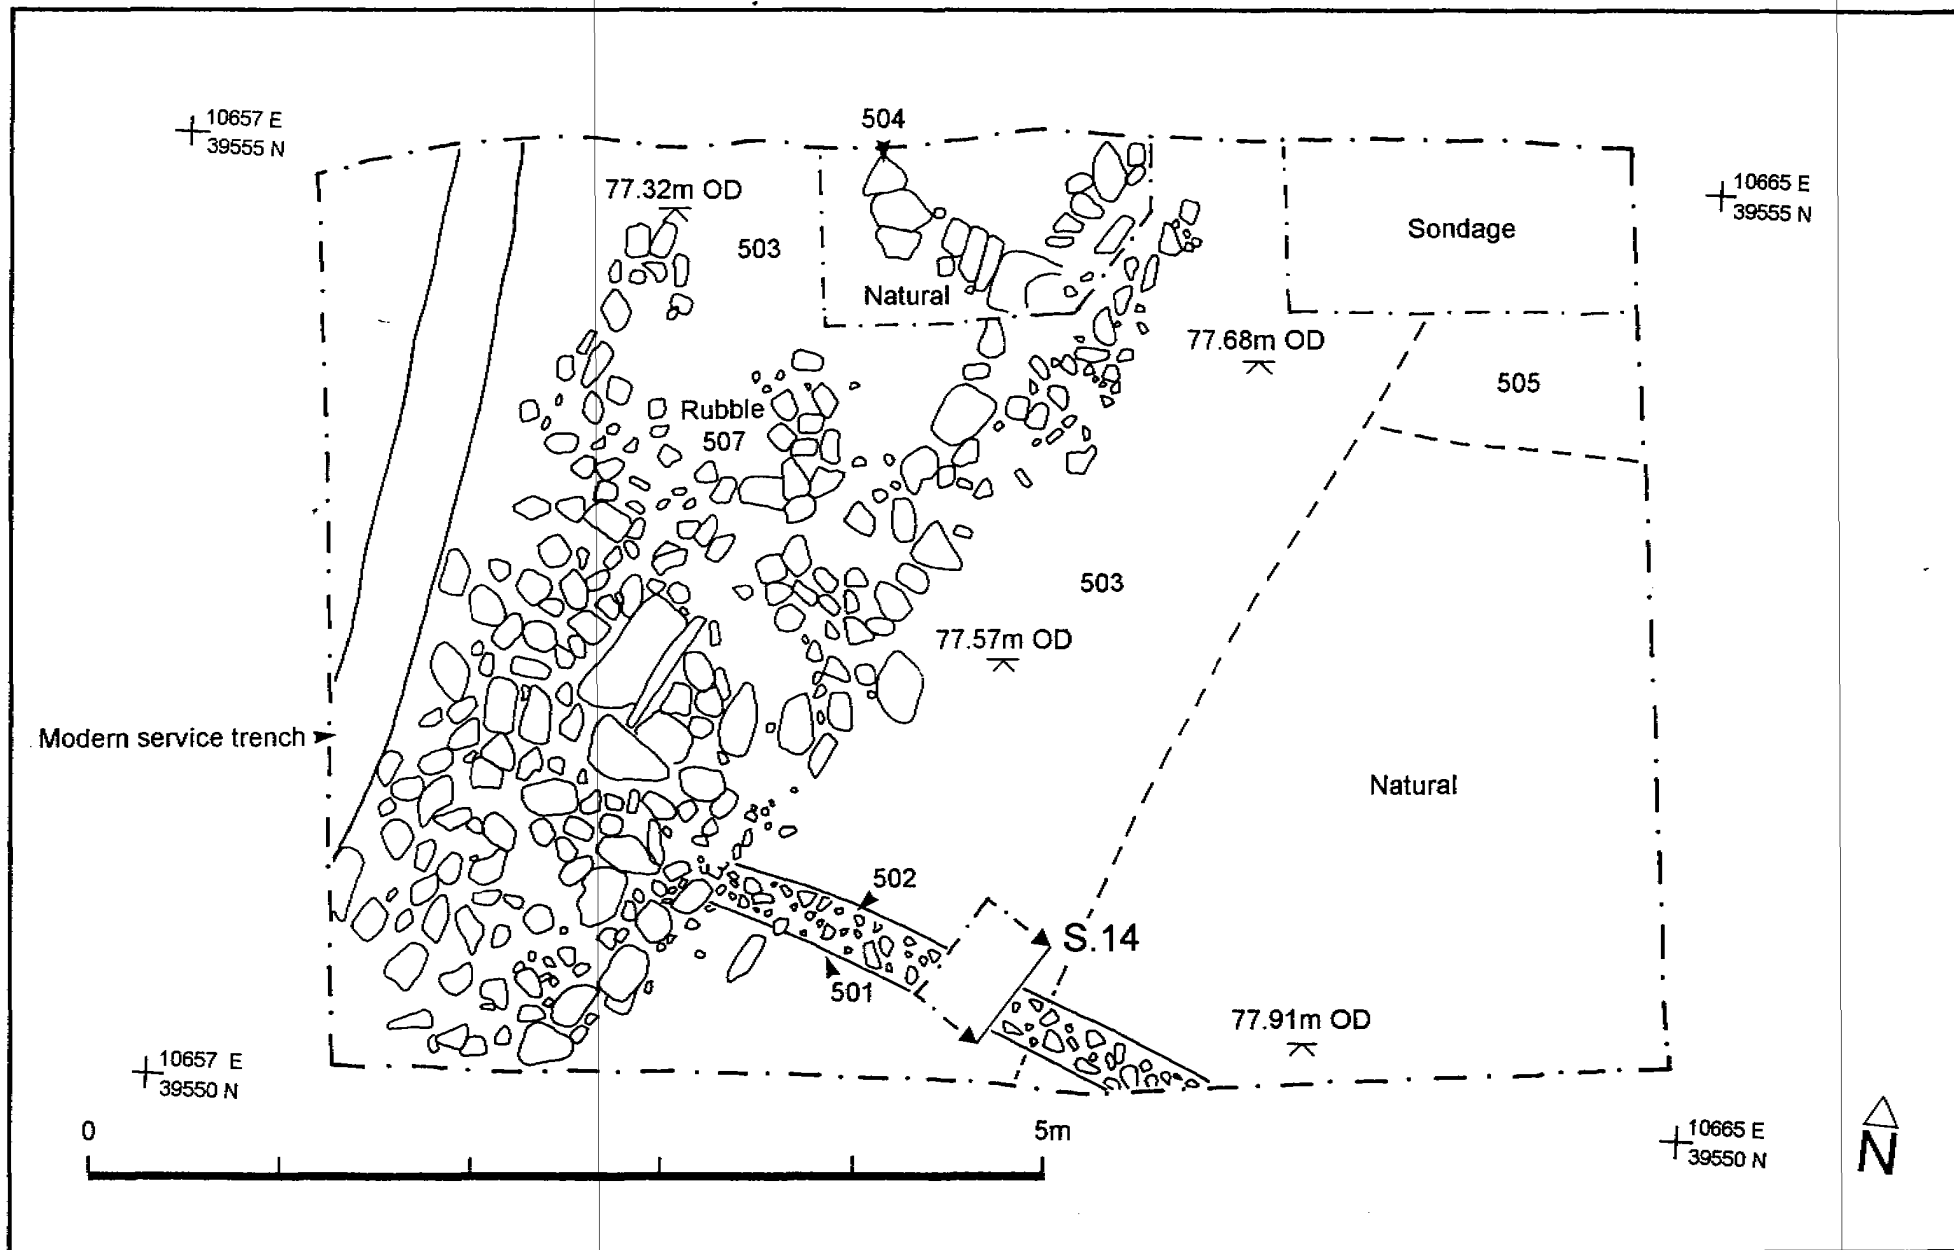 504
10657 E
39555 N
77.32m OD
10665 E
39555 N
503
Sondage
Natural
77.68m OD
505
Rubble
507
503
77.57m OD
Modern service trench
Natural
502
S.14
501
77.91m OD
10657 E
39550 N
0
5m
10665 E
39550 N
N